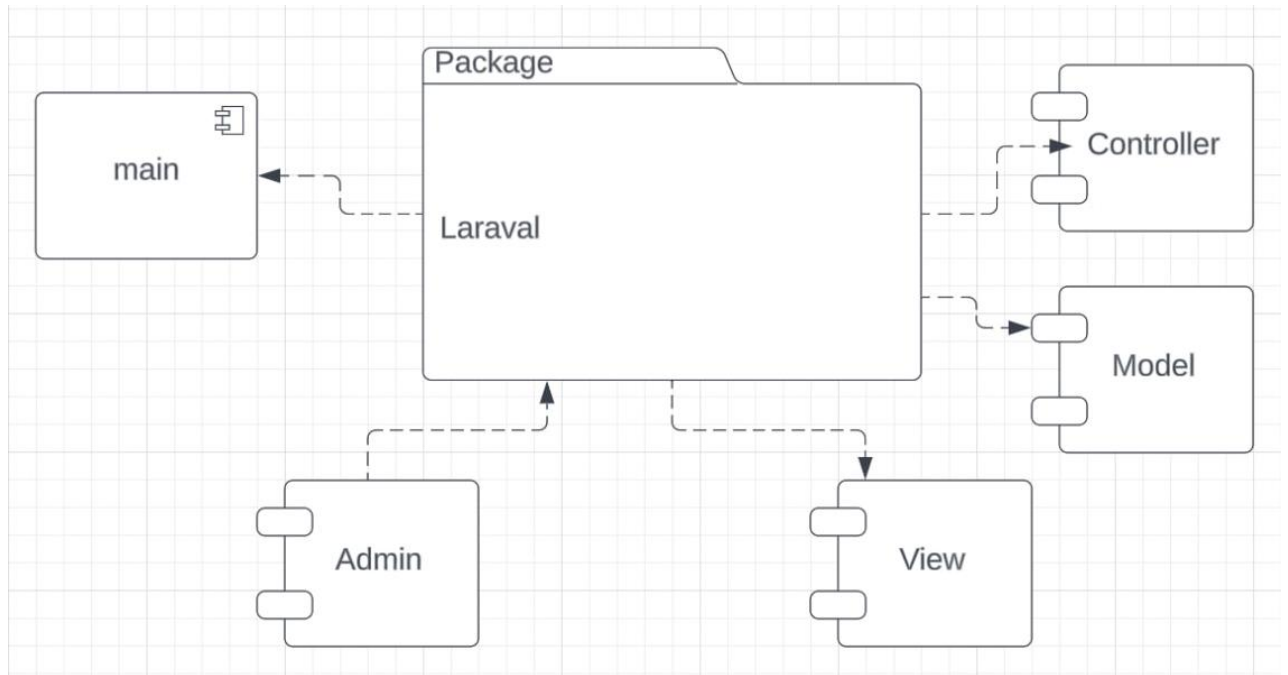 Package
main
Laraval
Controller
Model
Admin
View